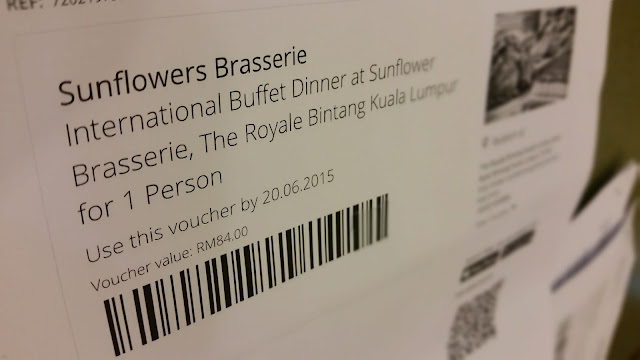 REF:
Sunflowers Brasserie
International Buffet Dinner at Sunflower
Brasserie, The Royale Bintang Kuala Lumpur
for 1 Person
Use this voucher by 20.06.2015
Voucher value: RM84.00